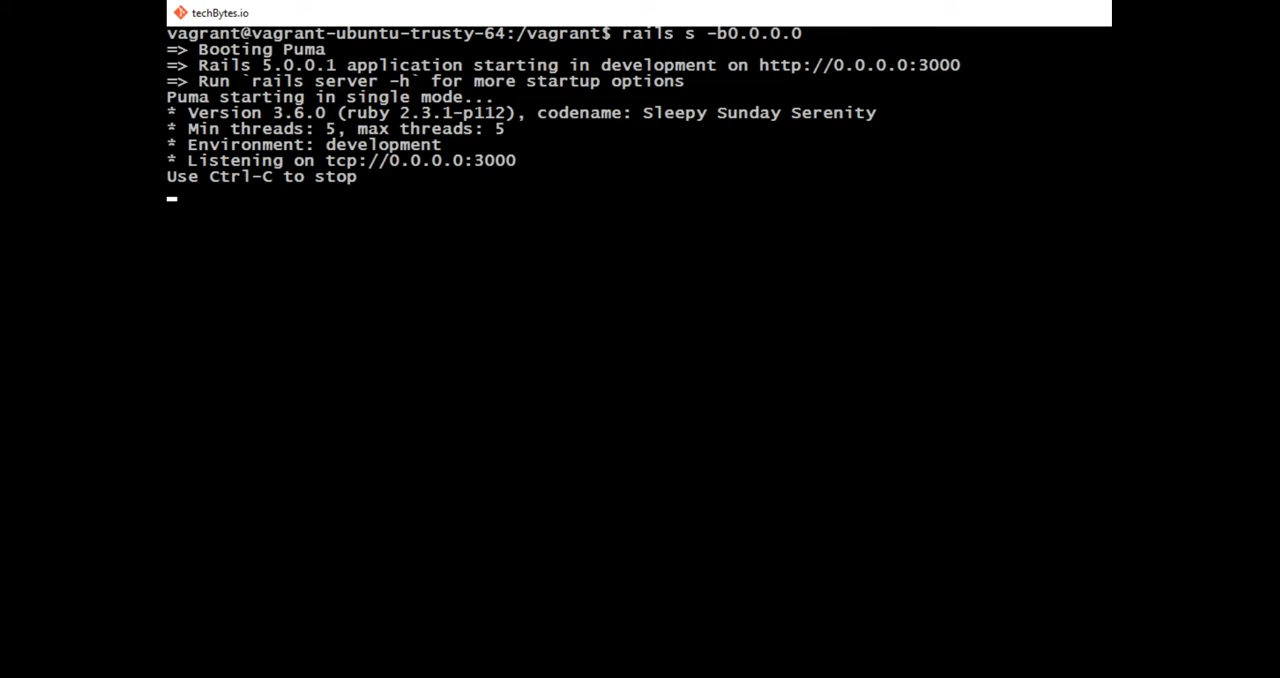 techBytes.io
vagrant@vagrant-ubuntu-trusty-64:/vagrant$ rails s -b0.0.0.0
=> Booting Puma
=> Rails 5.0.0.1 application starting in development on http://0.0.0.0:3000
=> Run `rails server -h` for more startup options
Puma starting in single mode...
* Version 3.6.0 (ruby 2.3.1-p112), codename: Sleepy Sunday Serenity
* Min threads: 5, max threads: 5
* Environment: development
* Listening on tcp://0.0.0.0:3000
Use Ctrl-C to stop